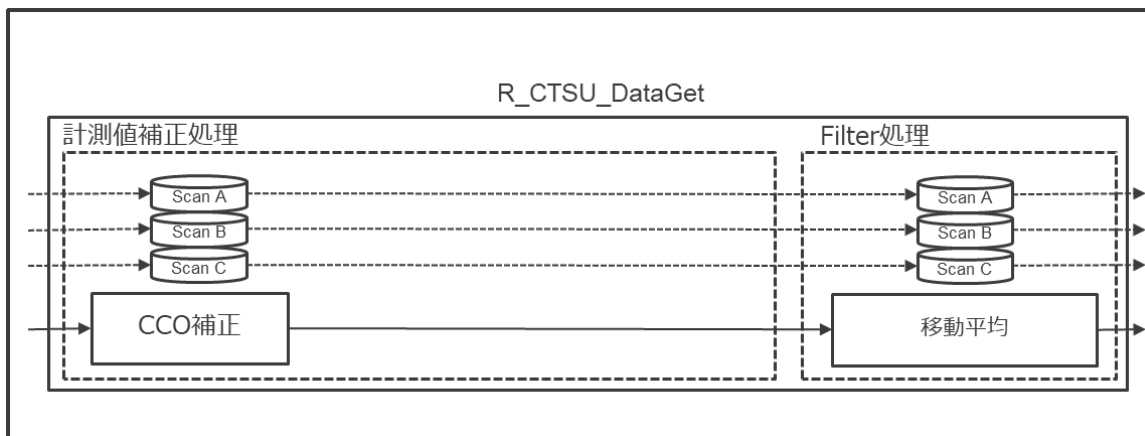 R_CTSU_DataGet
計測値補正処理
Filter処理
Scan A
Scan A
Scan B
Scan B
Scan C
Scan C
CCO補正
移動平均